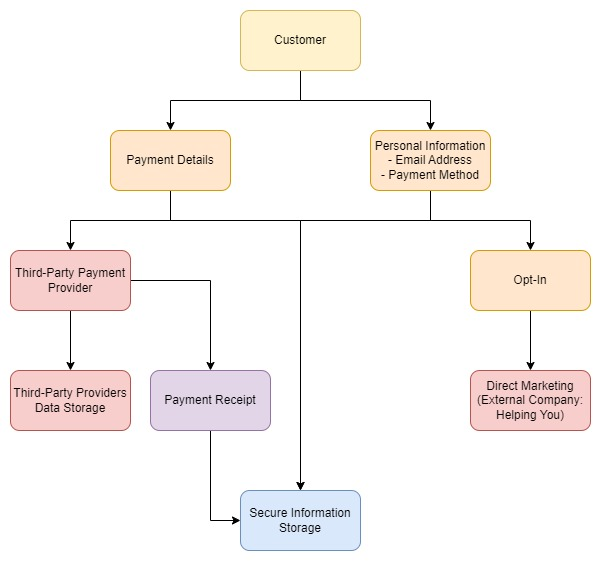 Customer
Payment Details
Personal Information
- Email Address
- Payment Method
Third-Party Payment
Provider
Opt-In
Third-Party Providers
Data Storage
Payment Receipt
Direct Marketing
(External Company:
Helping You)
Secure Information
Storage